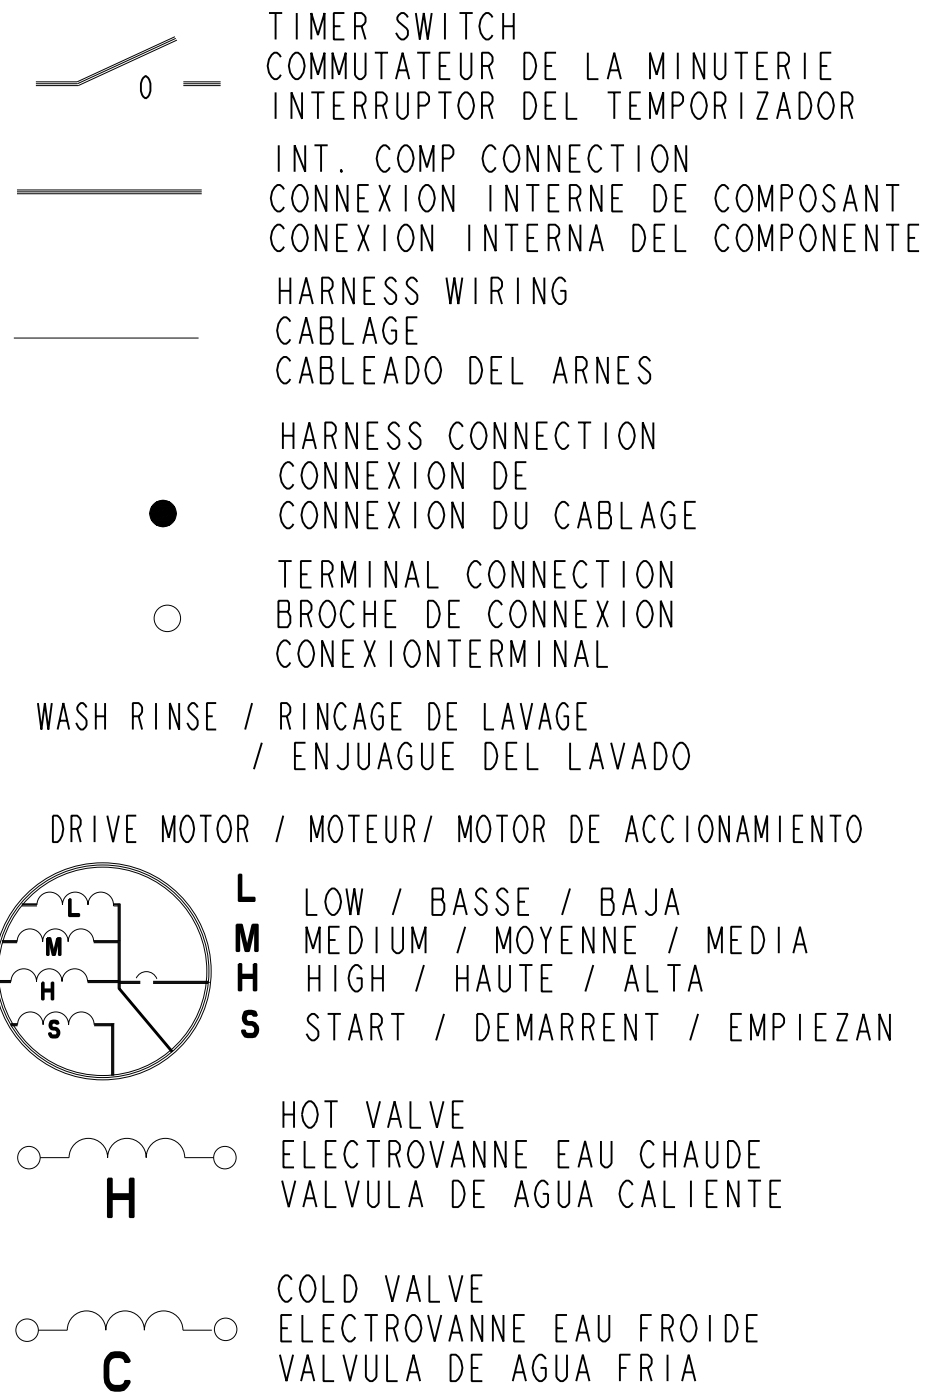 TIMER SWITCH
COMMUTATEUR DE LA MINUTERIE
0
INTERRUPTOR DEL TEMPORIZADOR
INT. COMP CONNECTION
CONNEXION INTERNE DE COMPOSANT
CONEXION INTERNA DEL COMPONENTE
HARNESS WIRING
CABLAGE
CABLEADO DEL ARNES
HARNESS CONNECTION
CONNEXION DE
CONNEXION DU CABLAGE
TERMINAL CONNECTION
BROCHE DE CONNEXION
CONEXIONTERMINAL
WASH RINSE / RINCAGE DE LAVAGE
/ ENJUAGUE DEL LAVADO
DRIVE MOTOR / MOTEUR/ MOTOR DE ACCIONAMIENTO
L
M
H
S
L LOW / BASSE / BAJA
M MEDIUM / MOYENNE / MEDIA
H HIGH / HAUTE / ALTA
S START / DEMARRENT / EMPIEZAN
HOT VALVE
ELECTROVANNE EAU CHAUDE
VALVULA DE AGUA CALIENTE
H
COLD VALVE
ELECTROVANNE EAU FROIDE
VALVULA DE AGUA FRIA
C